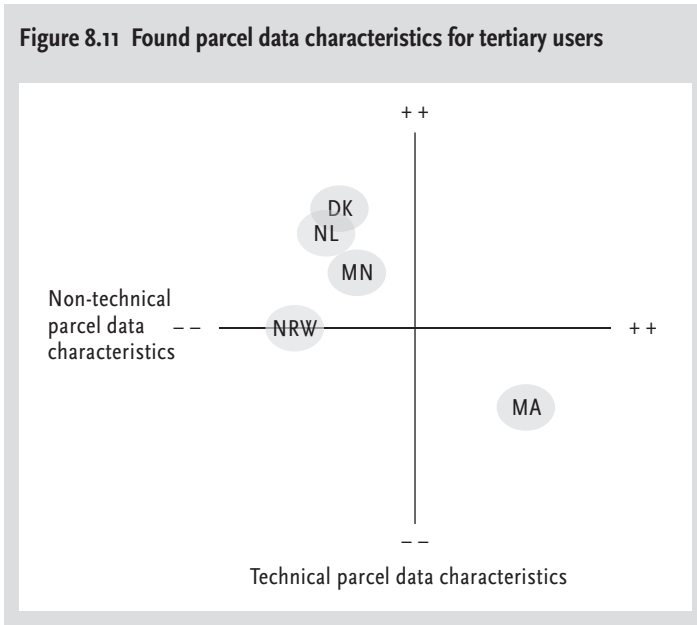 Figure 8.11 Found parcel data characteristics for tertiary users
+ +
DK
NL
MN
Non-technical
parcel data – –
characteristics
NRW
+ +
MA
– –
Technical parcel data characteristics